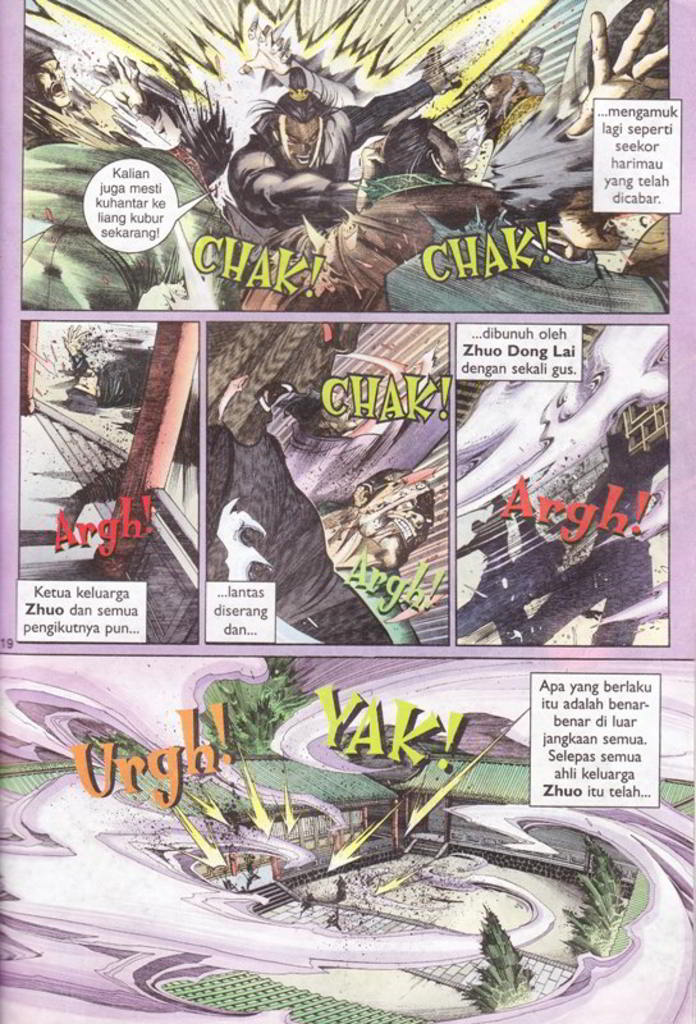 ...mengamuk
lagi seperti
seekor
harimau
yang telah
dicabar.
Kalian
juga mesti
kuhantar ke
liang kubur
sekarang!
CHAK!
CHAK!
Argh!
Ketua keluarga
Zhuo dan semua
pengikutnya pun...
CHAK!
Argh!
...lantas
diserang
dan...
...dibunuh oleh
Zhuo Dong Lai
dengan sekali gus.
Argh!
19
Urgh!
YAK!
Apa yang berlaku
itu adalah benar-
benar di luar
jangkaan semua.
Selepas semua
ahli keluarga
Zhuo itu telah...